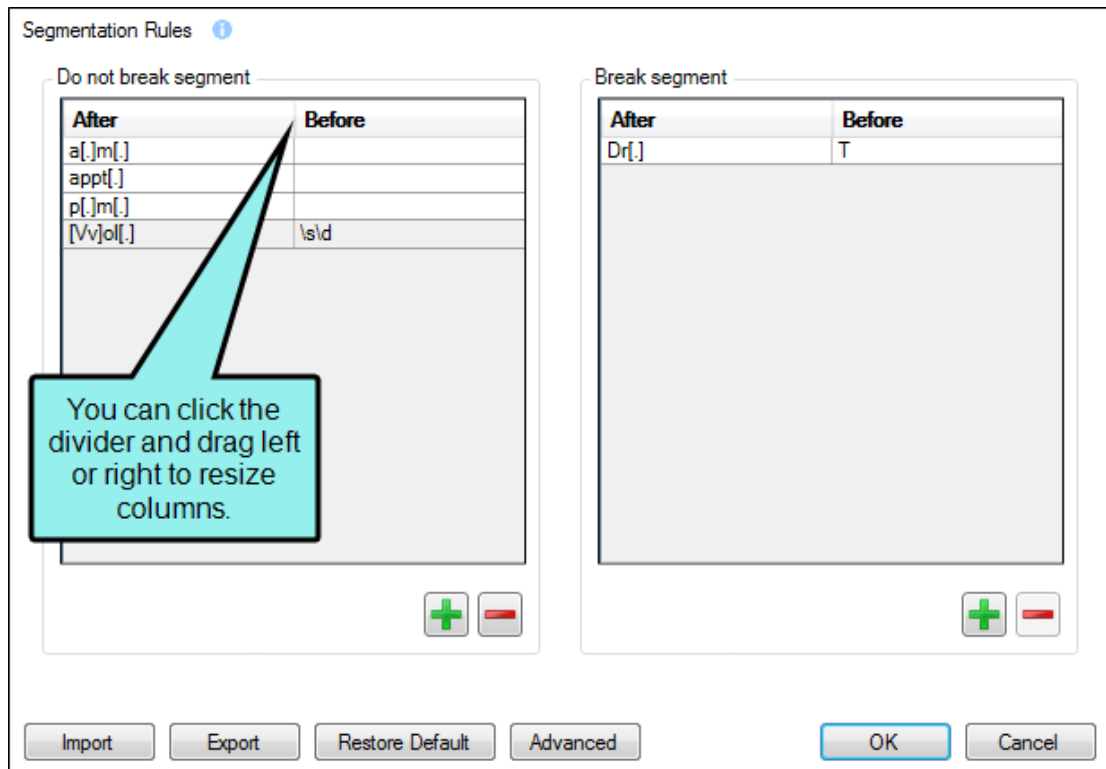 Segmentation Rules
Do not break segment
After Before
a[.]m[.]
appt[.]
p[.]m[.]
[Vv]ol[.] \s\d
You can click the
divider and drag left
or right to resize
columns.
Break segment
After Before
Dr[.] T
Import Export Restore Default Advanced OK Cancel